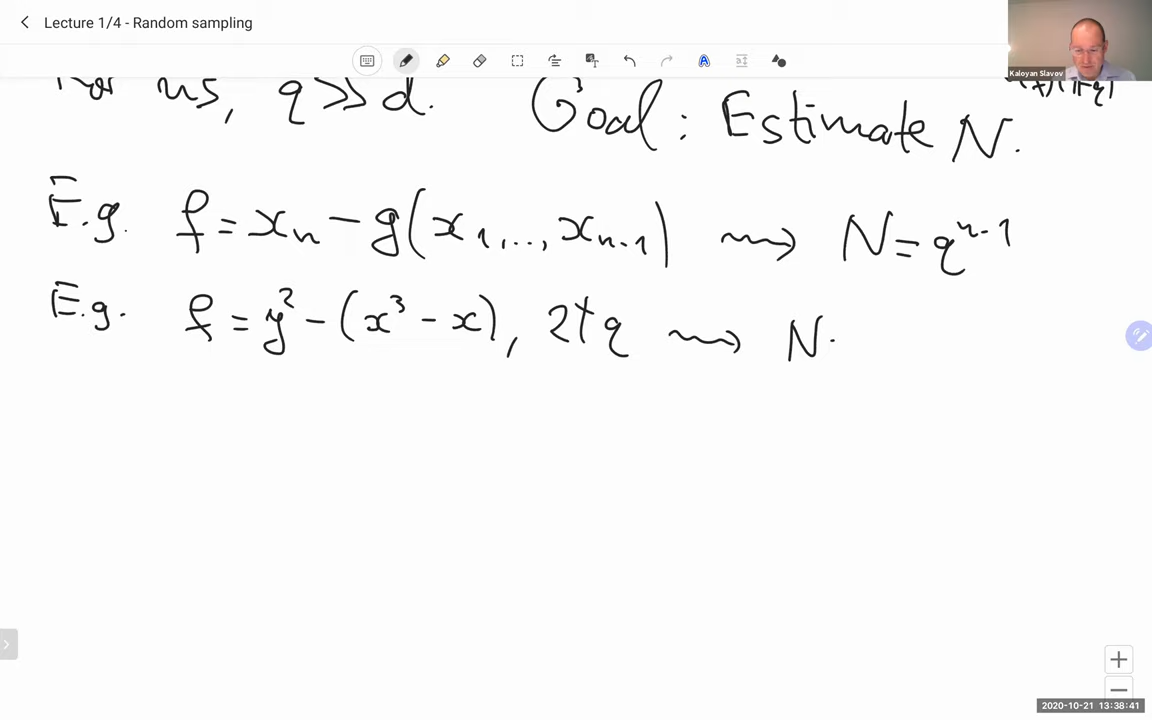 Lecture 1/4 - Random sampling
Kaloyan Slavov
For us, q >> d. Goal: Estimate N.
E.g. f = x_n - g(x_1, ..., x_{n-1}) ⇝ N = q^{n-1}
E.g. f = y^2 - (x^3 - x), 2∤q ⇝ N.
2020-10-21 13:38:41